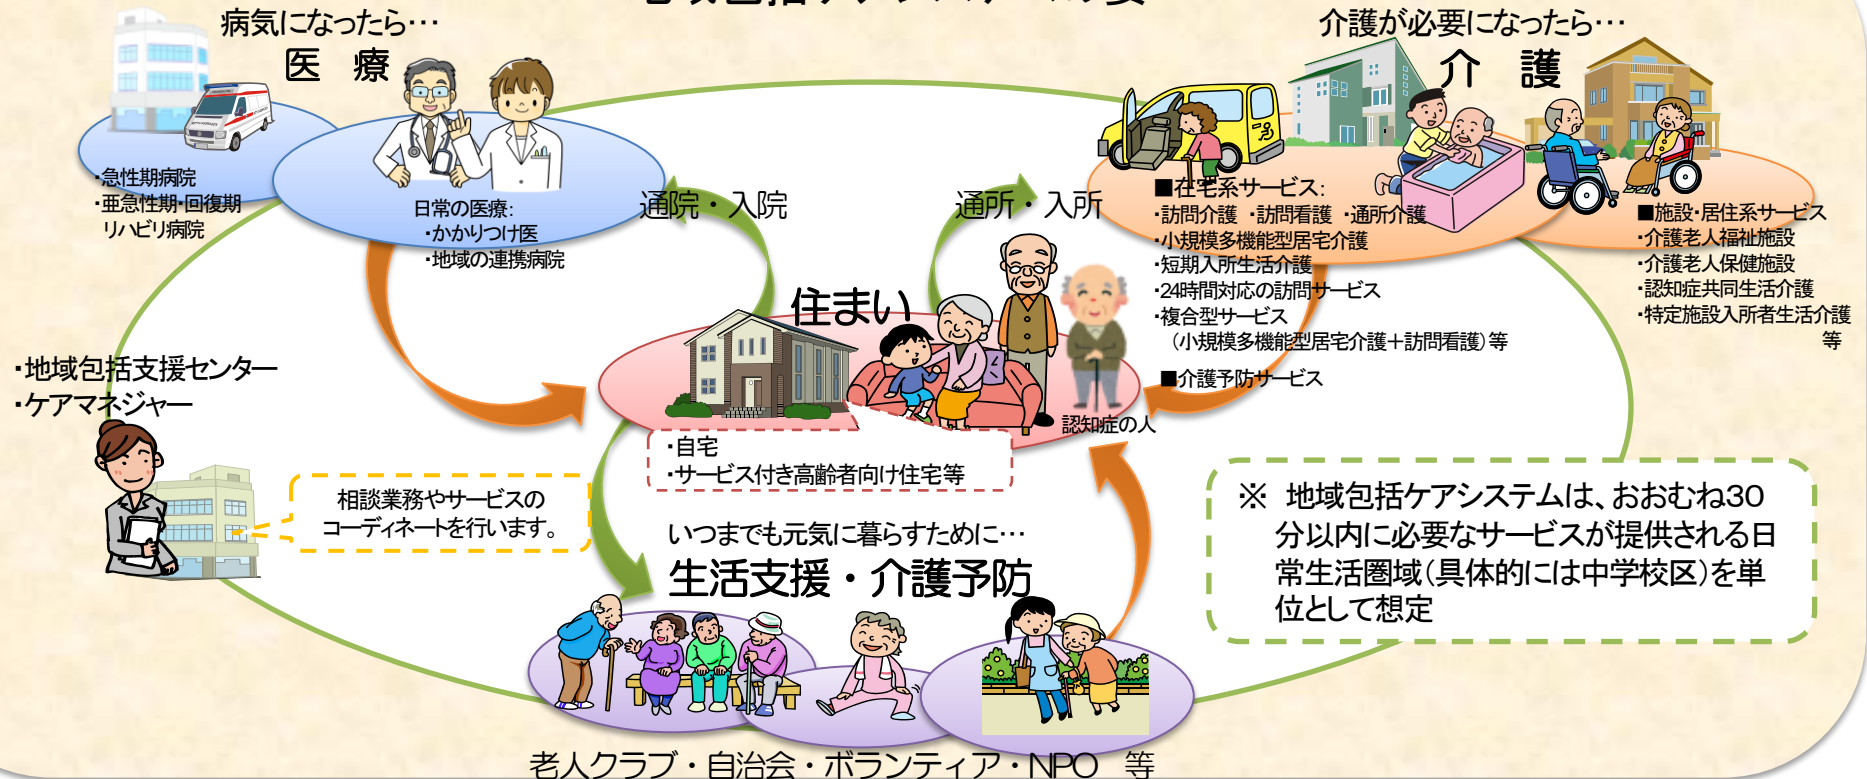 病気になったら…
医 療
・急性期病院
・亜急性期・回復期
リハビリ病院
日常の医療：
・かかりつけ医
・地域の連携病院
通院・入院
通所・入所
介護が必要になったら…
介 護
■在宅系サービス：
・訪問介護 ・訪問看護 ・通所介護
・小規模多機能型居宅介護
・短期入所生活介護
・24時間対応の訪問サービス
・複合型サービス
（小規模多機能型居宅介護＋訪問看護）等
■介護予防サービス
■施設・居住系サービス
・介護老人福祉施設
・介護老人保健施設
・認知症共同生活介護
・特定施設入所者生活介護
等
住まい
認知症の人
・自宅
・サービス付き高齢者向け住宅等
・地域包括支援センター
・ケアマネジャー
相談業務やサービスの
コーディネートを行います。
いつまでも元気に暮らすために…
生活支援・介護予防
老人クラブ・自治会・ボランティア・NPO 等
※ 地域包括ケアシステムは、おおむね30
分以内に必要なサービスが提供される日
常生活圏域（具体的には中学校区）を単
位として想定